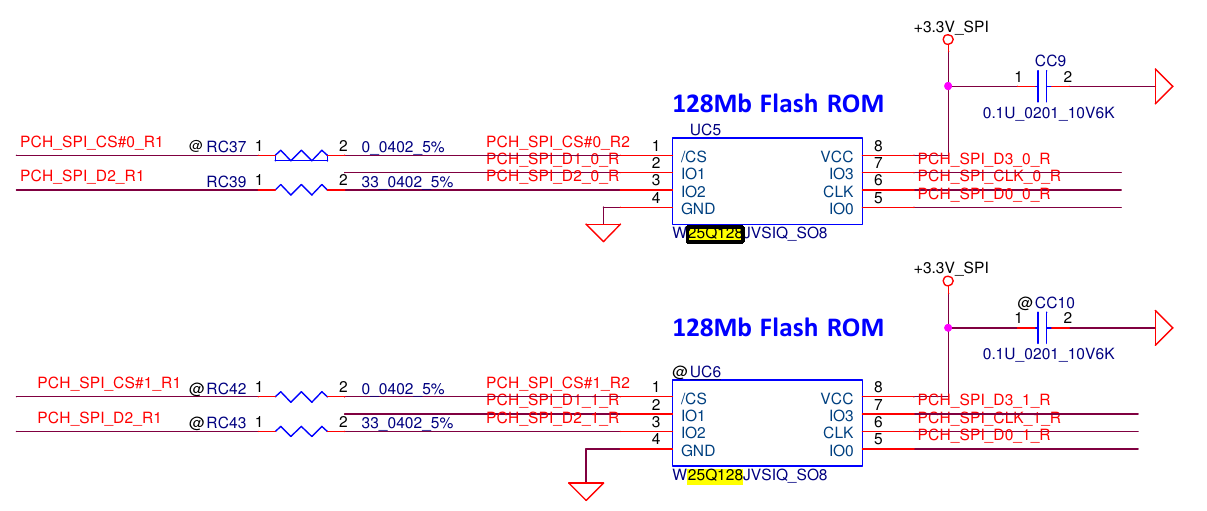 +3.3V_SPI
CC9
1 2
0.1U_0201_10V6K
128Mb Flash ROM
UC5
PCH_SPI_CS#0_R1 @ RC37 1 2 0_0402_5% PCH_SPI_CS#0_R2 1 /CS VCC 8
PCH_SPI_D1_0_R 2 IO1 IO3 7 PCH_SPI_D3_0_R
PCH_SPI_D2_R1 RC39 1 2 33_0402_5% PCH_SPI_D2_0_R 3 IO2 CLK 6 PCH_SPI_CLK_0_R
4 GND IO0 5 PCH_SPI_D0_0_R
W25Q128JVSIQ_SO8
+3.3V_SPI
@ CC10
1 2
0.1U_0201_10V6K
128Mb Flash ROM
@ UC6
PCH_SPI_CS#1_R1 @ RC42 1 2 0_0402_5% PCH_SPI_CS#1_R2 1 /CS VCC 8
PCH_SPI_D1_1_R 2 IO1 IO3 7 PCH_SPI_D3_1_R
PCH_SPI_D2_R1 @ RC43 1 2 33_0402_5% PCH_SPI_D2_1_R 3 IO2 CLK 6 PCH_SPI_CLK_1_R
4 GND IO0 5 PCH_SPI_D0_1_R
W25Q128JVSIQ_SO8